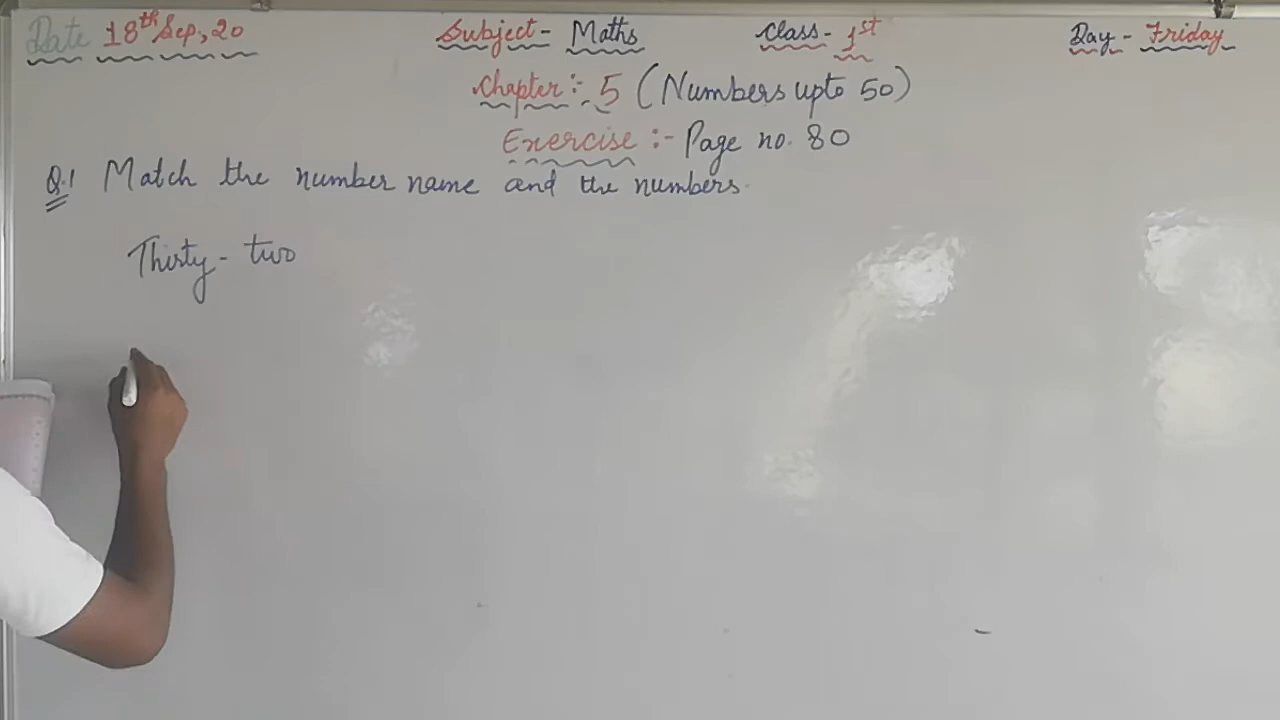 Date 18th Sep, 20 Subject - Maths Class - 1st Day - Friday
Chapter :- 5 (Numbers upto 50)
Exercise :- Page no. 80
Q.1 Match the number name and the numbers.
Thirty - two